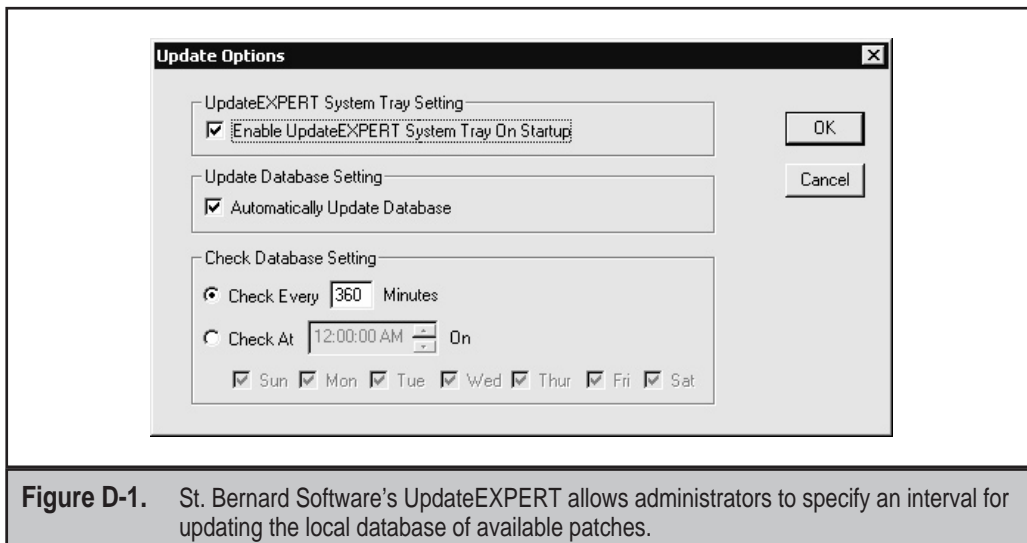 Update Options
UpdateEXPERT System Tray Setting
Enable UpdateEXPERT System Tray On Startup
OK
Update Database Setting
Cancel
Automatically Update Database
Check Database Setting
Check Every 360 Minutes
Check At 12:00:00 AM On
Sun Mon Tue Wed Thur Fri Sat
Figure D-1. St. Bernard Software's UpdateEXPERT allows administrators to specify an interval for
updating the local database of available patches.